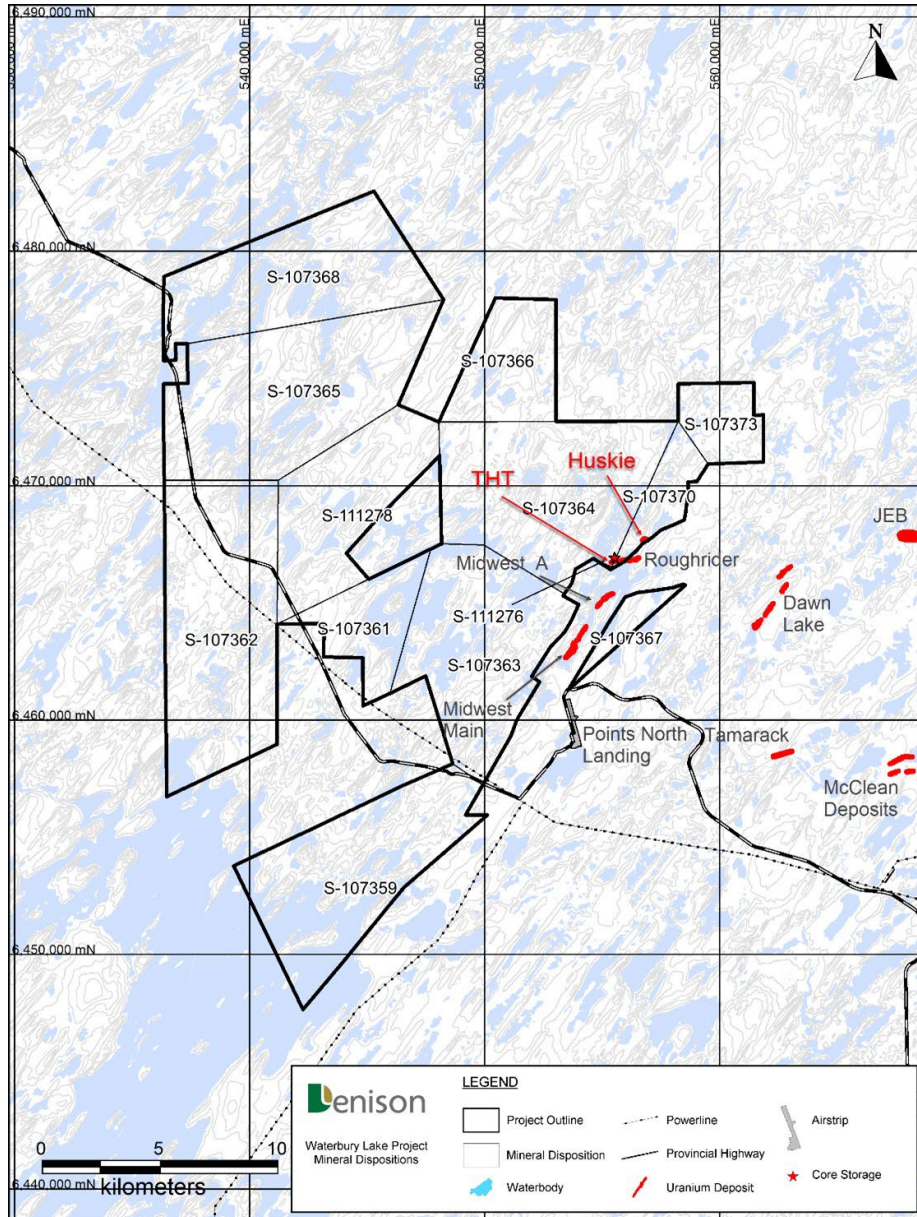 6,490,000 mN
540,000 mE
550,000 mE
560,000 mE
N
6,480,000 mN
S-107368
S-107366
S-107365
S-107373
Huskie
6,470,000 mN
THT
S-107370
S-107364
S-111278
JEB
Roughrider
Midwest A
Dawn
Lake
S-111276
S-107361
S-107362
S-107367
S-107363
6,460,000 mN
Midwest
Main
Points North
Landing
Tamarack
McClean
Deposits
S-107359
6,450,000 mN
LEGEND
Denison
Project Outline
Powerline
Airstrip
Waterbury Lake Project
Mineral Dispositions
Mineral Disposition
Provincial Highway
Waterbody
Uranium Deposit
Core Storage
0 5 10
kilometers
6,440,000 mN